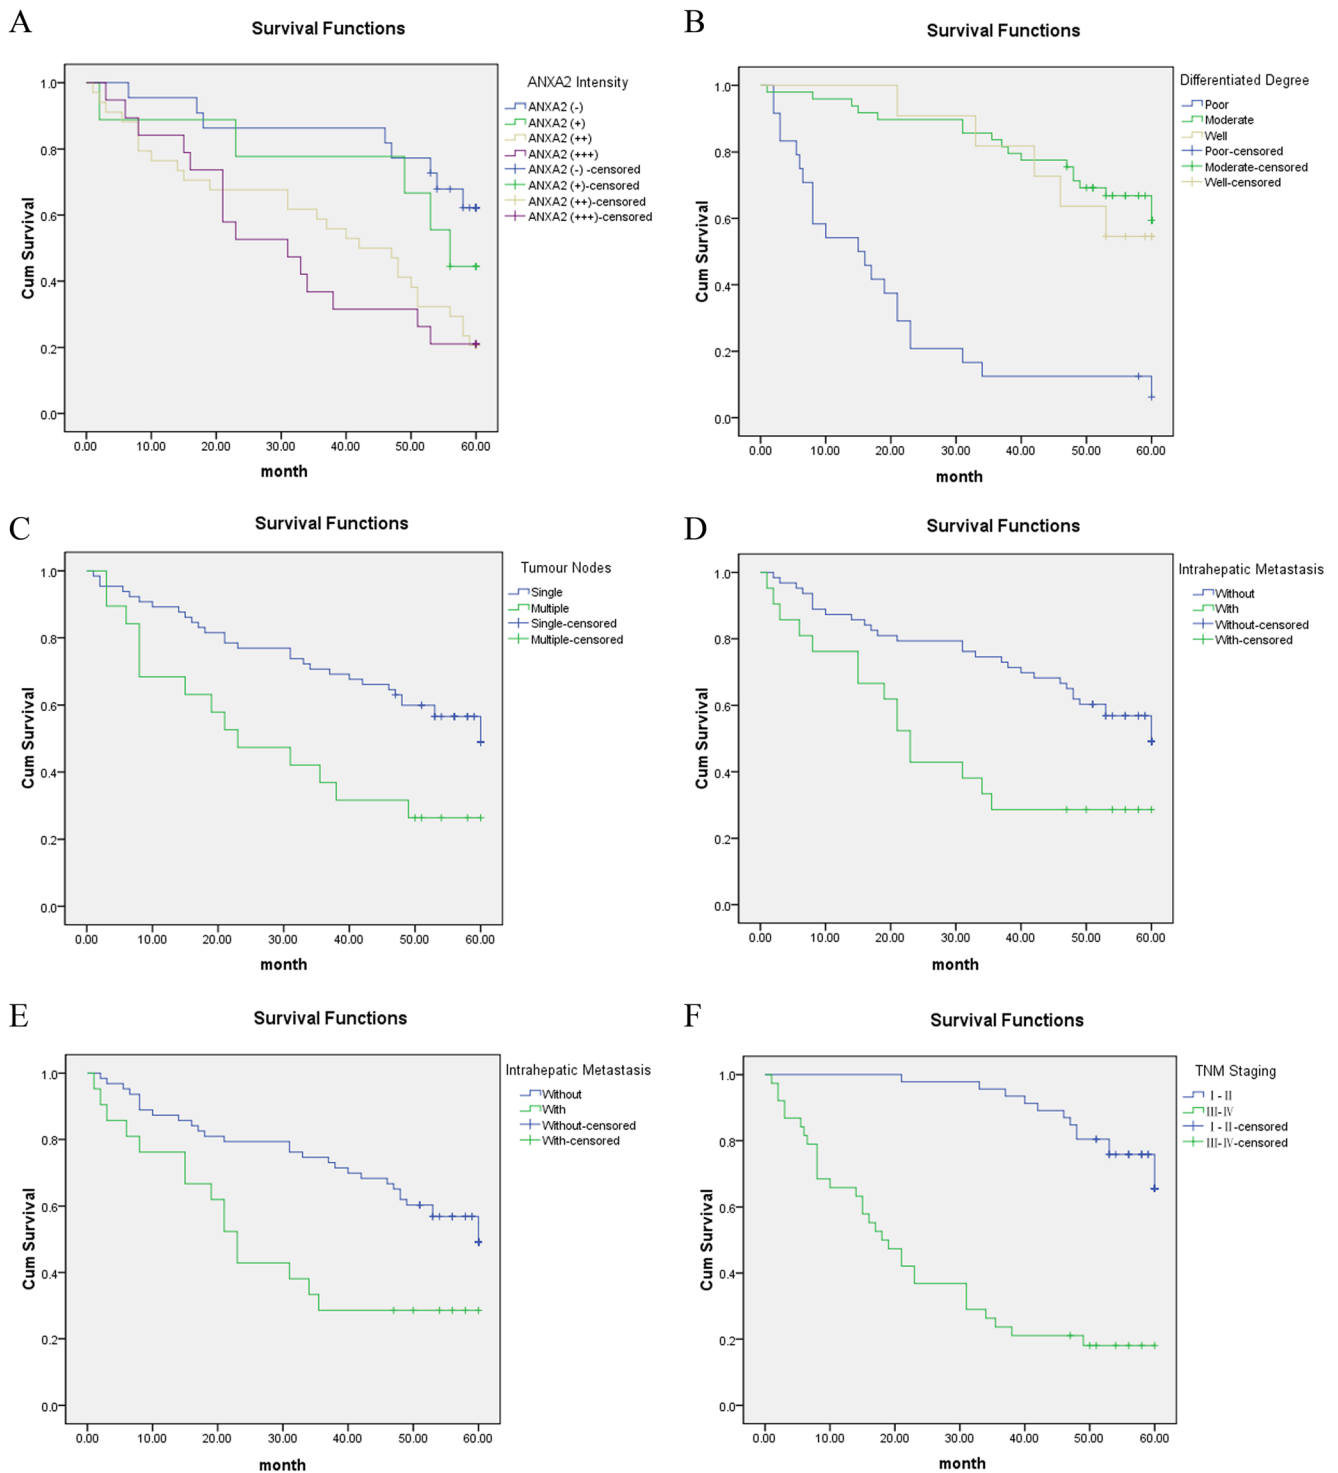 A
Survival Functions
Cum Survival
1.0
0.8
0.6
0.4
0.2
0.0
0.00 10.00 20.00 30.00 40.00 50.00 60.00
month
ANXA2 Intensity
ANXA2 (-)
ANXA2 (+)
ANXA2 (++)
ANXA2 (+++)
ANXA2 (-) -censored
ANXA2 (+)-censored
ANXA2 (++)-censored
ANXA2 (+++)-censored
B
Survival Functions
Cum Survival
1.0
0.8
0.6
0.4
0.2
0.0
0.00 10.00 20.00 30.00 40.00 50.00 60.00
month
Differentiated Degree
Poor
Moderate
Well
Poor-censored
Moderate-censored
Well-censored
C
Survival Functions
Cum Survival
1.0
0.8
0.6
0.4
0.2
0.0
0.00 10.00 20.00 30.00 40.00 50.00 60.00
month
Tumour Nodes
Single
Multiple
Single-censored
Multiple-censored
D
Survival Functions
Cum Survival
1.0
0.8
0.6
0.4
0.2
0.0
0.00 10.00 20.00 30.00 40.00 50.00 60.00
month
Intrahepatic Metastasis
Without
With
Without-censored
With-censored
E
Survival Functions
Cum Survival
1.0
0.8
0.6
0.4
0.2
0.0
0.00 10.00 20.00 30.00 40.00 50.00 60.00
month
Intrahepatic Metastasis
Without
With
Without-censored
With-censored
F
Survival Functions
Cum Survival
1.0
0.8
0.6
0.4
0.2
0.0
0.00 10.00 20.00 30.00 40.00 50.00 60.00
month
TNM Staging
I - II
III-IV
I - II -censored
III-IV-censored